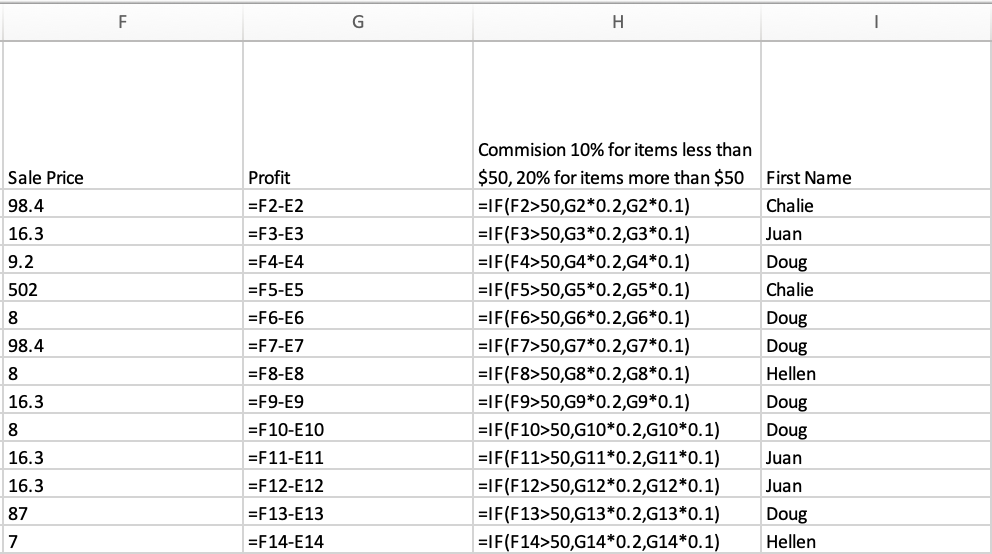 F G H I
Commision 10% for items less than
Sale Price Profit $50, 20% for items more than $50 First Name
98.4 =F2-E2 =IF(F2>50,G2*0.2,G2*0.1) Chalie
16.3 =F3-E3 =IF(F3>50,G3*0.2,G3*0.1) Juan
9.2 =F4-E4 =IF(F4>50,G4*0.2,G4*0.1) Doug
502 =F5-E5 =IF(F5>50,G5*0.2,G5*0.1) Chalie
8 =F6-E6 =IF(F6>50,G6*0.2,G6*0.1) Doug
98.4 =F7-E7 =IF(F7>50,G7*0.2,G7*0.1) Doug
8 =F8-E8 =IF(F8>50,G8*0.2,G8*0.1) Hellen
16.3 =F9-E9 =IF(F9>50,G9*0.2,G9*0.1) Doug
8 =F10-E10 =IF(F10>50,G10*0.2,G10*0.1) Doug
16.3 =F11-E11 =IF(F11>50,G11*0.2,G11*0.1) Juan
16.3 =F12-E12 =IF(F12>50,G12*0.2,G12*0.1) Juan
87 =F13-E13 =IF(F13>50,G13*0.2,G13*0.1) Doug
7 =F14-E14 =IF(F14>50,G14*0.2,G14*0.1) Hellen